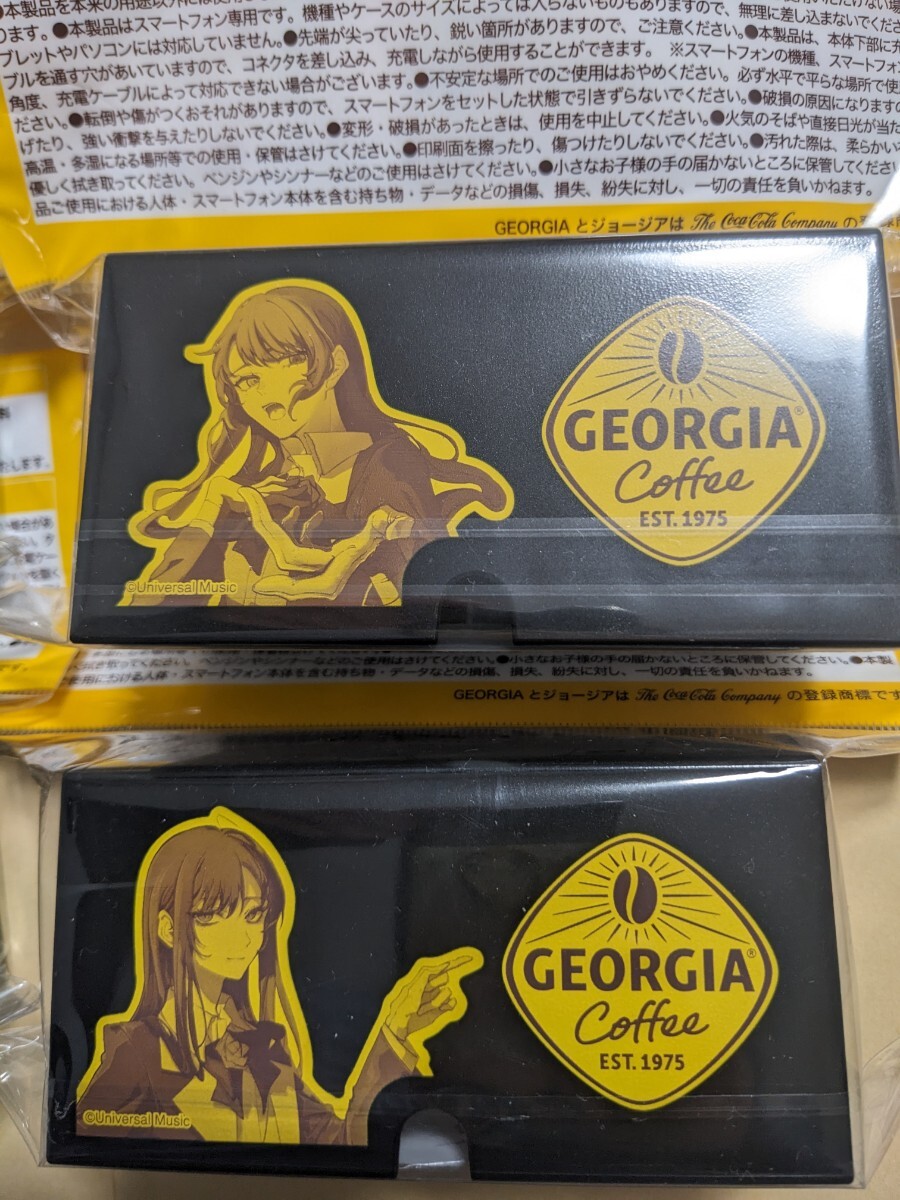 ●本製品を本来の用途以外に
ります。●本製品はスマートフォン専用です。機種やケースのサイズによっては入らないものもありますので、無理に差し込まないでくだ
ブレットやパソコンには対応していません。●先端が尖っていたり、鋭い箇所がありますので、ご注意ください。●本製品は、本体下部に充
ブルを通す穴があいていますので、コネクタを差し込み、充電しながら使用することができます。 ※スマートフォンの機種、スマートフォ
角度、充電ケーブルによって対応できない場合がございます。●不安定な場所でのご使用はおやめください。必ず水平で平らな場所で使
ださい。●転倒や傷がつくおそれがありますので、スマートフォンをセットした状態で引きずらないでください。●破損の原因になりますの
げたり、強い衝撃を与えたりしないでください。●変形・破損があったときは、使用を中止してください。●火気のそばや直接日光が当た
高温・多湿になる場所等での使用・保管はさけてください。●印刷面を擦ったり、傷つけたりしないでください。●汚れた際は、柔らかい
優しく拭き取ってください。ベンジンやシンナーなどのご使用はさけてください。●小さなお子様の手の届かないところに保管してくださ
品ご使用における人体・スマートフォン本体を含む持ち物・データなどの損傷、損失、紛失に対し、一切の責任を負いかねます。
GEORGIA とジョージアは The Coca-Cola Company の登
GEORGIA®
Coffee
EST. 1975
©Universal Music
たします。
拭き取ってください。ベンジンやシンナーなどのご使用はさけてください。●小さなお子様の手の届かないところに保管してください。●本製
使用における人体・スマートフォン本体を含む持ち物・データなどの損傷、損失、紛失に対し、一切の責任を負いかねます。
GEORGIA とジョージアは The Coca-Cola Company の登録商標です
GEORGIA®
Coffee
EST. 1975
©Universal Music